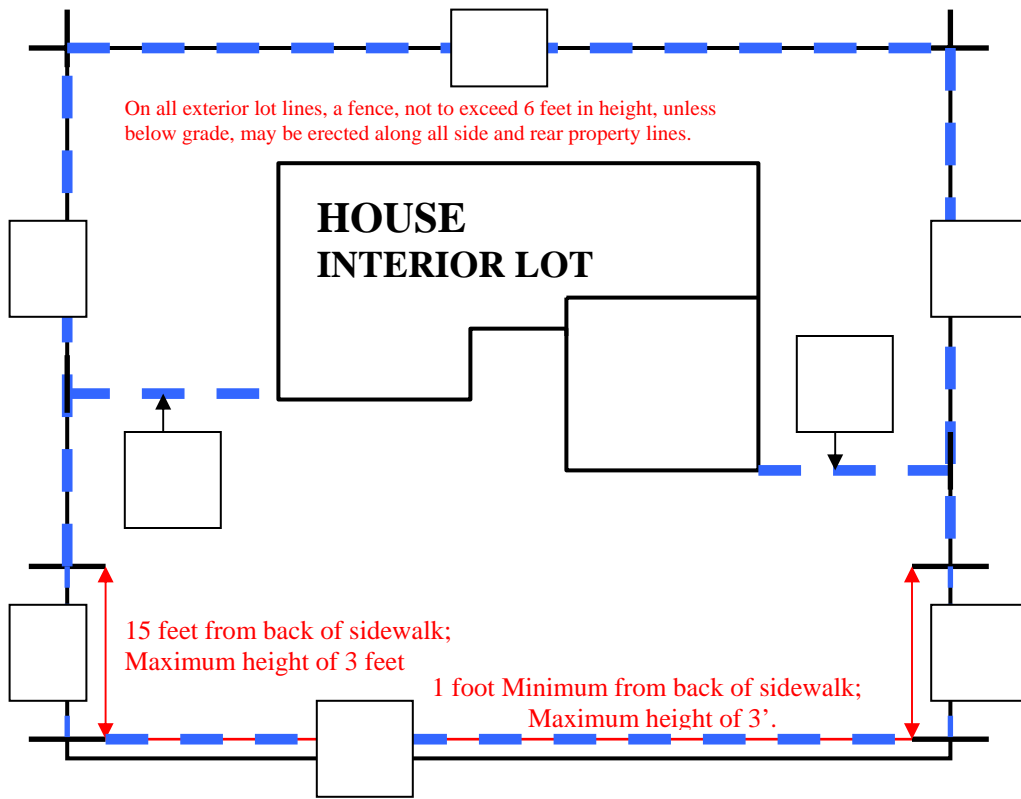 On all exterior lot lines, a fence, not to exceed 6 feet in height, unless
below grade, may be erected along all side and rear property lines.
HOUSE
INTERIOR LOT
15 feet from back of sidewalk;
Maximum height of 3 feet
1 foot Minimum from back of sidewalk;
Maximum height of 3’.